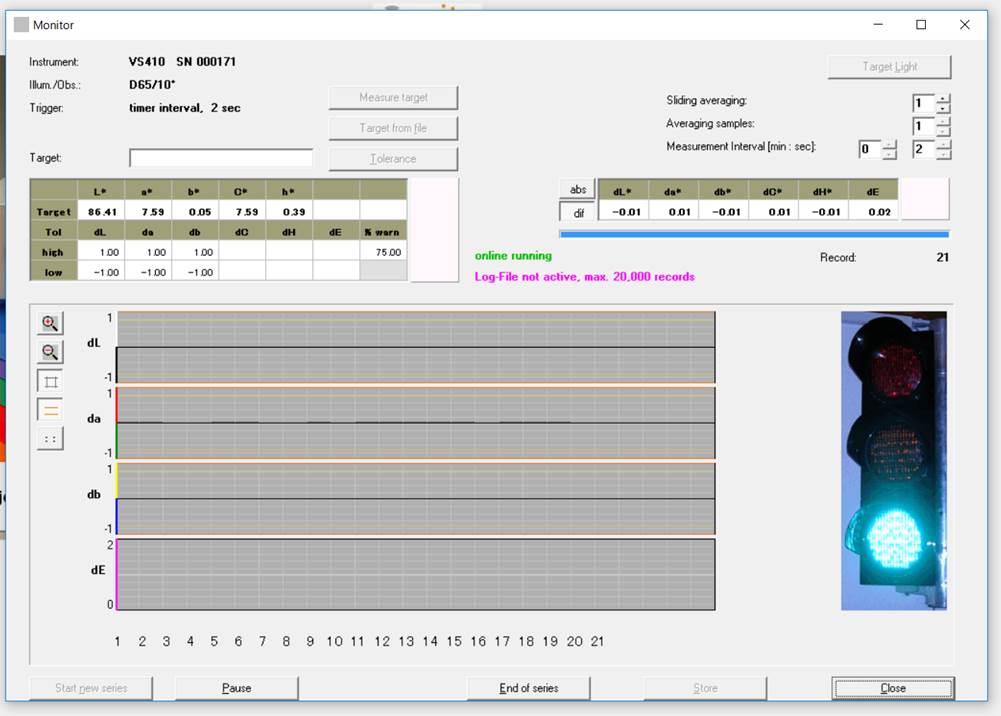 Monitor
Instrument: VS410 SN 000171
Illum./Obs.: D65/10°
Trigger: timer interval, 2 sec
Target:
Measure target
Target from file
Tolerance
Target Light
Sliding averaging: 1
Averaging samples: 1
Measurement Interval [min : sec]: 0 2
L* a* b* C* h*
Target 86.41 7.59 0.05 7.59 0.39
Tol dL da db dC dH dE % warn
high 1.00 1.00 1.00 75.00
low -1.00 -1.00 -1.00
abs dL* da* db* dC* dH* dE
dif -0.01 0.01 -0.01 0.01 -0.01 0.02
online running
Record: 21
Log-File not active, max. 20,000 records
1
dL
-1
1
da
-1
1
db
-1
2
dE
0
1 2 3 4 5 6 7 8 9 10 11 12 13 14 15 16 17 18 19 20 21
Start new series Pause End of series Store Close